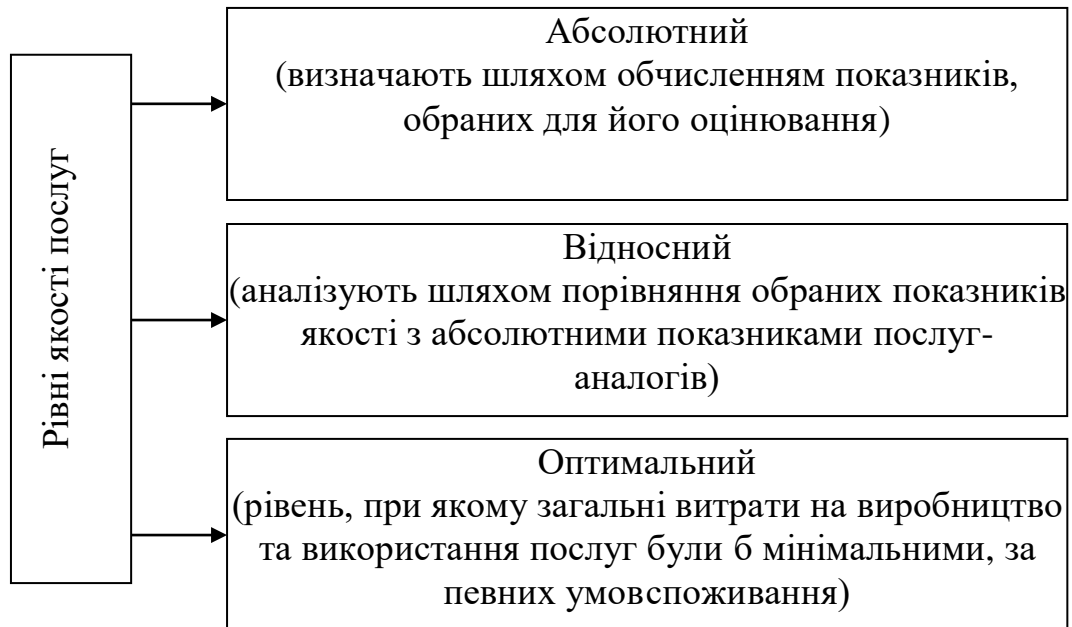 Рівні якості послуг
Абсолютний
(визначають шляхом обчисленням показників,
обраних для його оцінювання)
Відносний
(аналізують шляхом порівняння обраних показників
якості з абсолютними показниками послуг-
аналогів)
Оптимальний
(рівень, при якому загальні витрати на виробництво
та використання послуг були б мінімальними, за
певних умовспоживання)